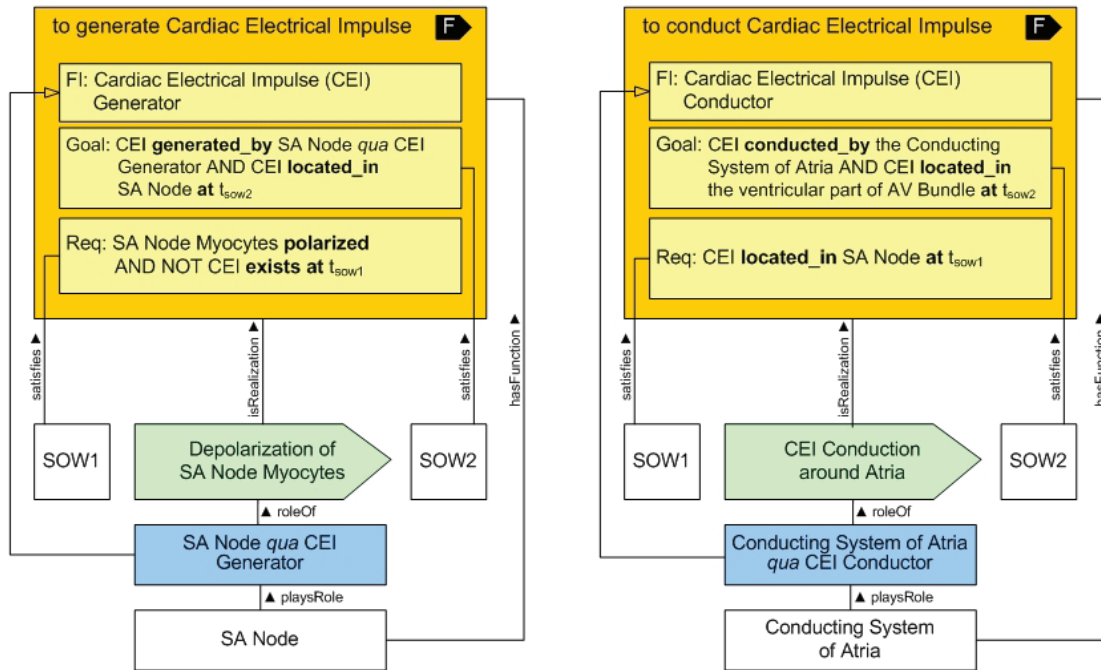 to generate Cardiac Electrical Impulse
F
FI: Cardiac Electrical Impulse (CEI)
Generator
Goal: CEI generated_by SA Node qua CEI
Generator AND CEI located_in
SA Node at tsow2
Req: SA Node Myocytes polarized
AND NOT CEI exists at tsow1
satisfies ▲
isRealization ▲
satisfies ▲
hasFunction ▲
SOW1
Depolarization of
SA Node Myocytes
SOW2
▲ roleOf
SA Node qua CEI
Generator
▲ playsRole
SA Node
to conduct Cardiac Electrical Impulse
F
FI: Cardiac Electrical Impulse (CEI)
Conductor
Goal: CEI conducted_by the Conducting
System of Atria AND CEI located_in
the ventricular part of AV Bundle at tsow2
Req: CEI located_in SA Node at tsow1
satisfies ▲
isRealization ▲
satisfies ▲
hasFunction ▲
SOW1
CEI Conduction
around Atria
SOW2
▲ roleOf
Conducting System of Atria
qua CEI Conductor
▲ playsRole
Conducting System
of Atria